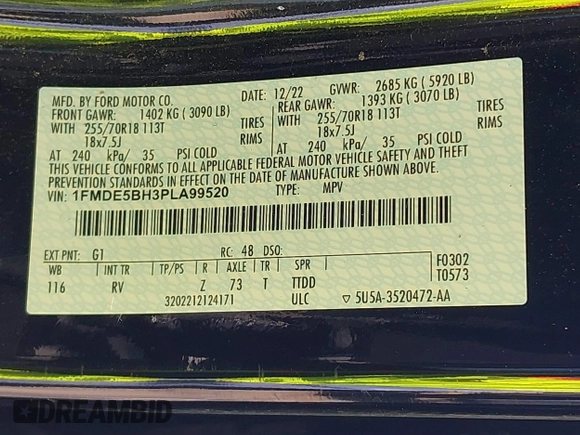 MFD. BY FORD MOTOR CO. DATE: 12/22 GVWR: 2685 KG ( 5920 LB)
FRONT GAWR: 1402 KG ( 3090 LB) REAR GAWR: 1393 KG ( 3070 LB)
WITH 255/70R18 113T TIRES WITH 255/70R18 113T TIRES
18x7.5J RIMS 18x7.5J RIMS
AT 240 kPa/ 35 PSI COLD AT 240 kPa/ 35 PSI COLD
THIS VEHICLE CONFORMS TO ALL APPLICABLE FEDERAL MOTOR VEHICLE SAFETY AND THEFT
PREVENTION STANDARDS IN EFFECT ON THE DATE OF MANUFACTURE SHOWN ABOVE.
VIN: 1FMDE5BH3PLA99520 TYPE: MPV
EXT PNT: G1 RC: 48 DSO: F0302
WB INT TR TP/PS R AXLE TR SPR T0573
116 RV Z 73 T TTDD
3202212124171 ULC ▽ 5U5A-3520472-AA
DREAMBID